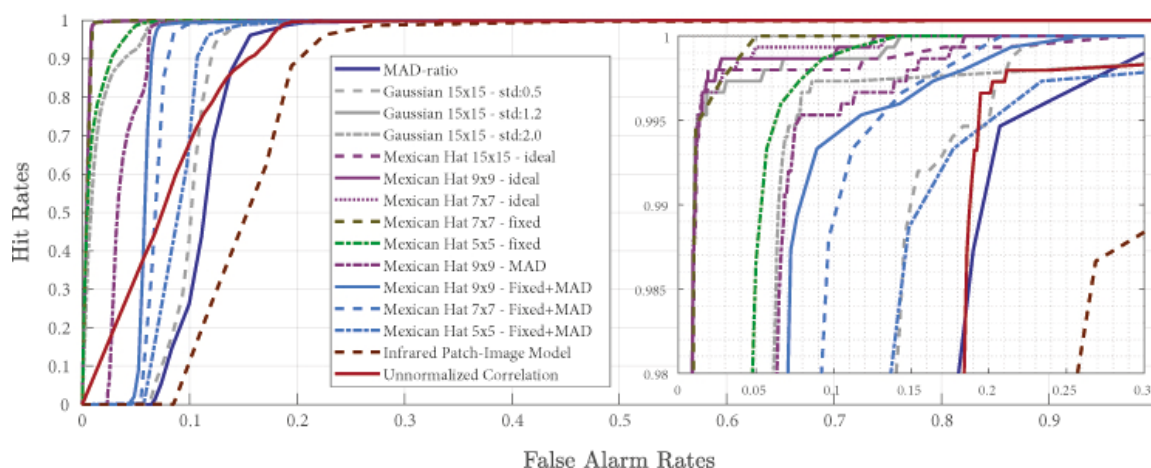 1
0.9
0.8
0.7
0.6
0.5
0.4
0.3
0.2
0.1
0
Hit Rates
MAD-ratio
Gaussian 15x15 - std:0.5
Gaussian 15x15 - std:1.2
Gaussian 15x15 - std:2.0
Mexican Hat 15x15 - ideal
Mexican Hat 9x9 - ideal
Mexican Hat 7x7 - ideal
Mexican Hat 7x7 - fixed
Mexican Hat 5x5 - fixed
Mexican Hat 9x9 - MAD
Mexican Hat 9x9 - Fixed+MAD
Mexican Hat 7x7 - Fixed+MAD
Mexican Hat 5x5 - Fixed+MAD
Infrared Patch-Image Model
Unnormalized Correlation
1
0.995
0.99
0.985
0.98
0 0.05 0.1 0.15 0.2 0.25 0.3
0 0.1 0.2 0.3 0.4 0.5 0.6 0.7 0.8 0.9
False Alarm Rates